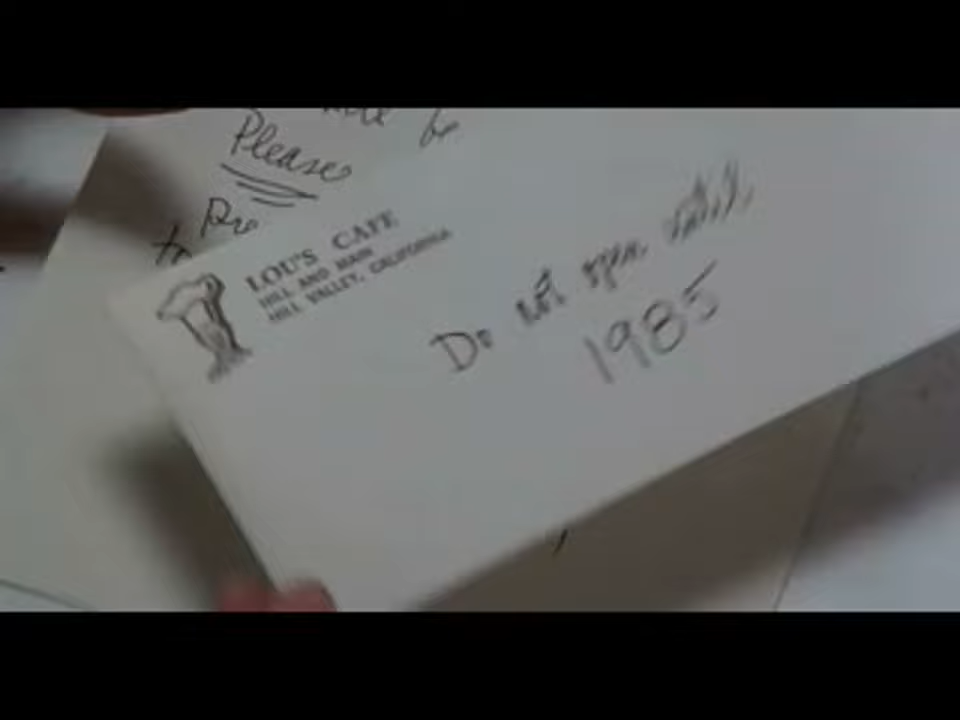 Please
LOU'S CAFE
HILL AND MAIN
HILL VALLEY, CALIFORNIA
Do not open until
1985